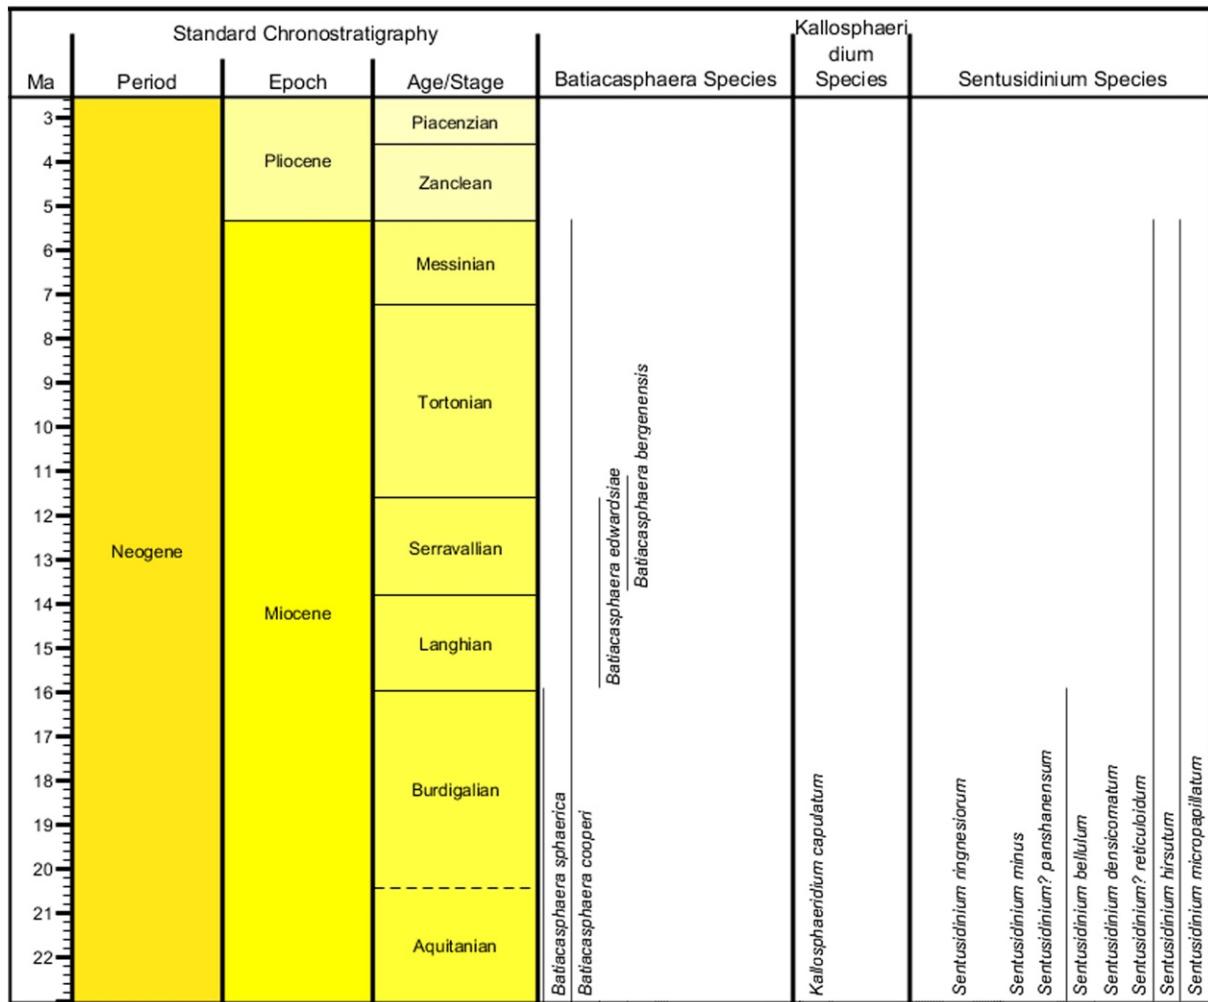 Standard Chronostratigraphy
Kallosphaeri
dium
Species
Ma
Period
Epoch
Age/Stage
Batiacasphaera Species
Sentusidinium Species
3
4
5
6
7
8
9
10
11
12
13
14
15
16
17
18
19
20
21
22
Neogene
Pliocene
Miocene
Piacenzian
Zanclean
Messinian
Tortonian
Serravallian
Langhian
Burdigalian
Aquitanian
Batiacasphaera sphaerica
Batiacasphaera cooperi
Batiacasphaera edwardsiae
Batiacasphaera bergenensis
Kallosphaeridium capulatum
Sentusidinium ringnesiorum
Sentusidinium minus
Sentusidinium? panshanensum
Sentusidinium bellulum
Sentusidinium densicomatum
Sentusidinium? reticuloidum
Sentusidinium hirsutum
Sentusidinium micropapillatum